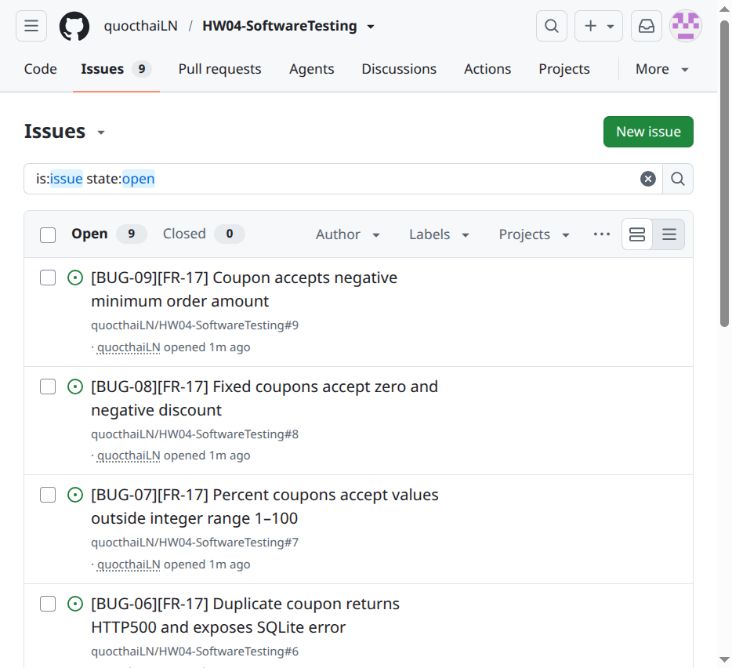 quocthaiLN / HW04-SoftwareTesting
Code Issues 9 Pull requests Agents Discussions Actions Projects More
Issues
New issue
is:issue state:open
Open 9 Closed 0 Author Labels Projects
[BUG-09][FR-17] Coupon accepts negative
minimum order amount
quocthaiLN/HW04-SoftwareTesting#9
· quocthaiLN opened 1m ago
[BUG-08][FR-17] Fixed coupons accept zero and
negative discount
quocthaiLN/HW04-SoftwareTesting#8
· quocthaiLN opened 1m ago
[BUG-07][FR-17] Percent coupons accept values
outside integer range 1–100
quocthaiLN/HW04-SoftwareTesting#7
· quocthaiLN opened 1m ago
[BUG-06][FR-17] Duplicate coupon returns
HTTP500 and exposes SQLite error
quocthaiLN/HW04-SoftwareTesting#6